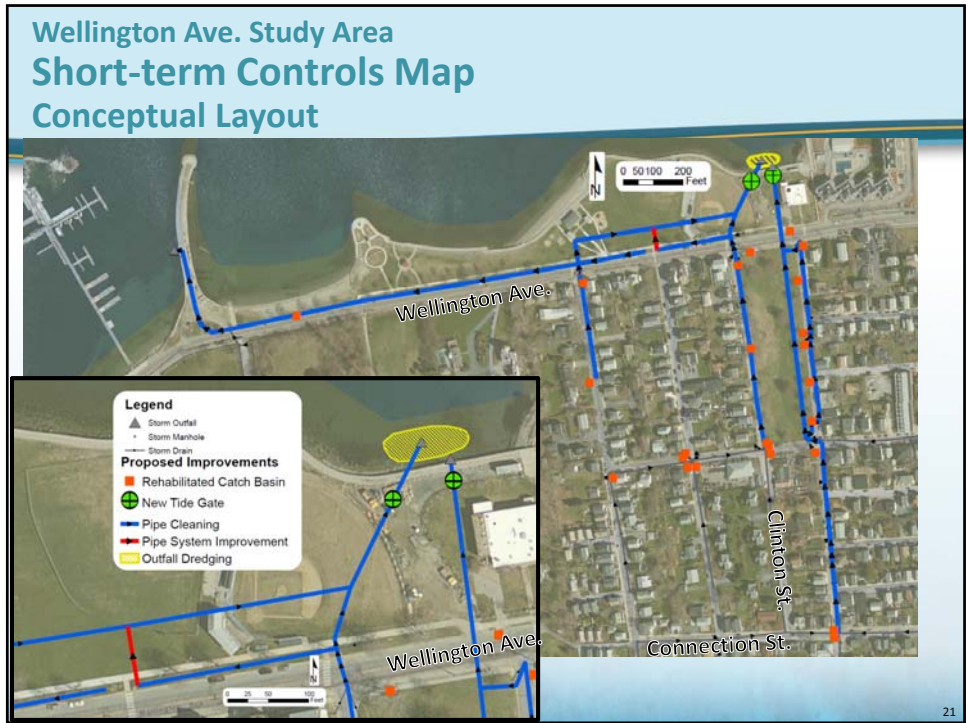 Wellington Ave. Study Area
Short-term Controls Map
Conceptual Layout
N
0 50100 200
Feet
Wellington Ave.
Clinton St.
Connection St.
Legend
Storm Outfall
Storm Manhole
Storm Drain
Proposed Improvements
Rehabilitated Catch Basin
New Tide Gate
Pipe Cleaning
Pipe System Improvement
Outfall Dredging
Wellington Ave.
N
0 25 50 100
Feet
21